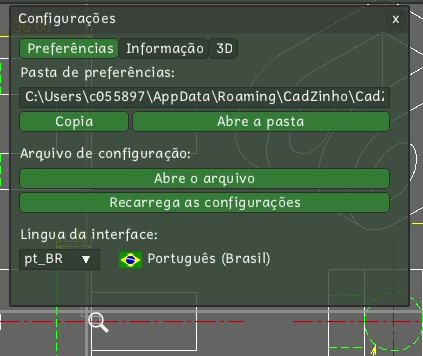 Configurações x
Preferências Informação 3D
Pasta de preferências:
C:\Users\c055897\AppData\Roaming\CadZinho\Cad
Copia Abre a pasta
Arquivo de configuração:
Abre o arquivo
Recarrega as configurações
Língua da interface:
pt_BR Português (Brasil)